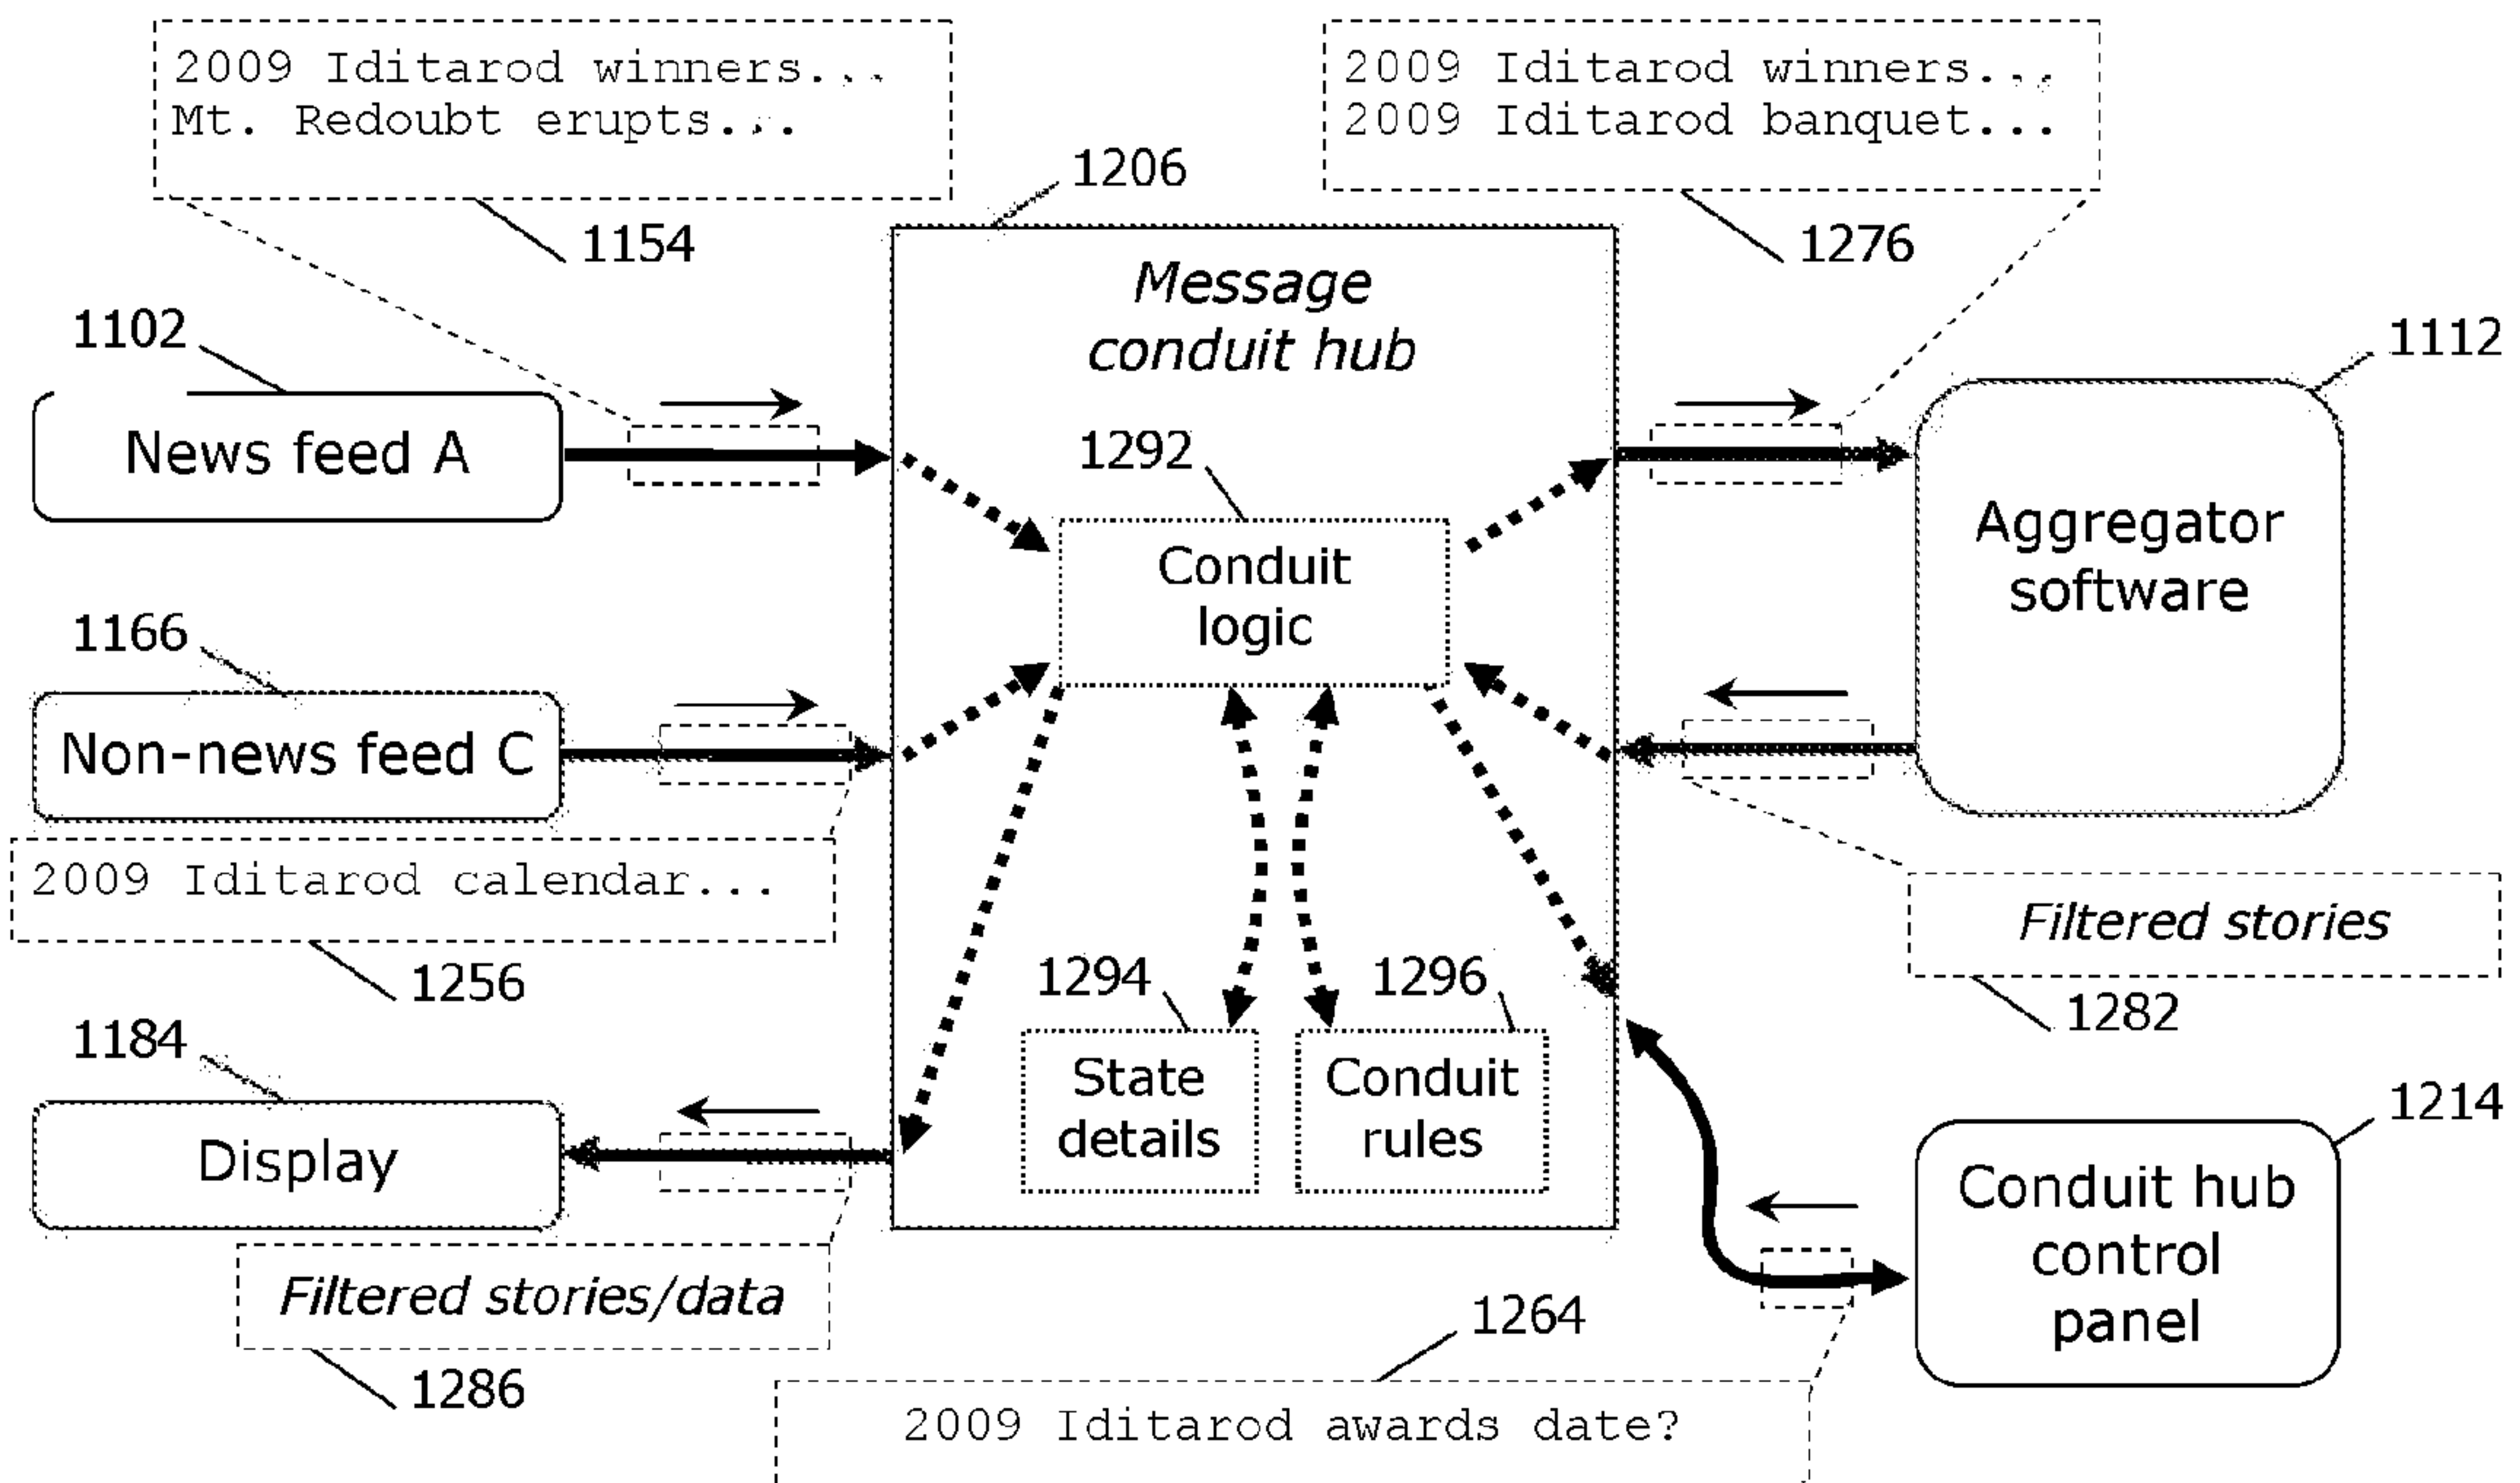 2009 Iditarod winners...
Mt. Redoubt erupts...
2009 Iditarod winners...
2009 Iditarod banquet...
1206
1154
1276
Message
conduit hub
1102
1112
News feed A
1292
Aggregator
software
Conduit
logic
1166
Non-news feed C
2009 Iditarod calendar...
Filtered stories
1256
1294
1296
1282
1184
State
details
Conduit
rules
1214
Display
Conduit hub
control
panel
Filtered stories/data
1264
1286
2009 Iditarod awards date?